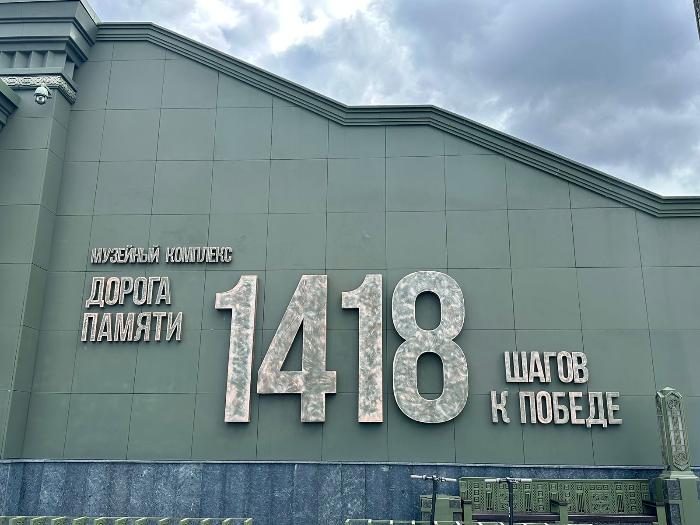 МУЗЕЙНЫЙ КОМПЛЕКС
ДОРОГА
ПАМЯТИ
1418
ШАГОВ
К ПОБЕДЕ